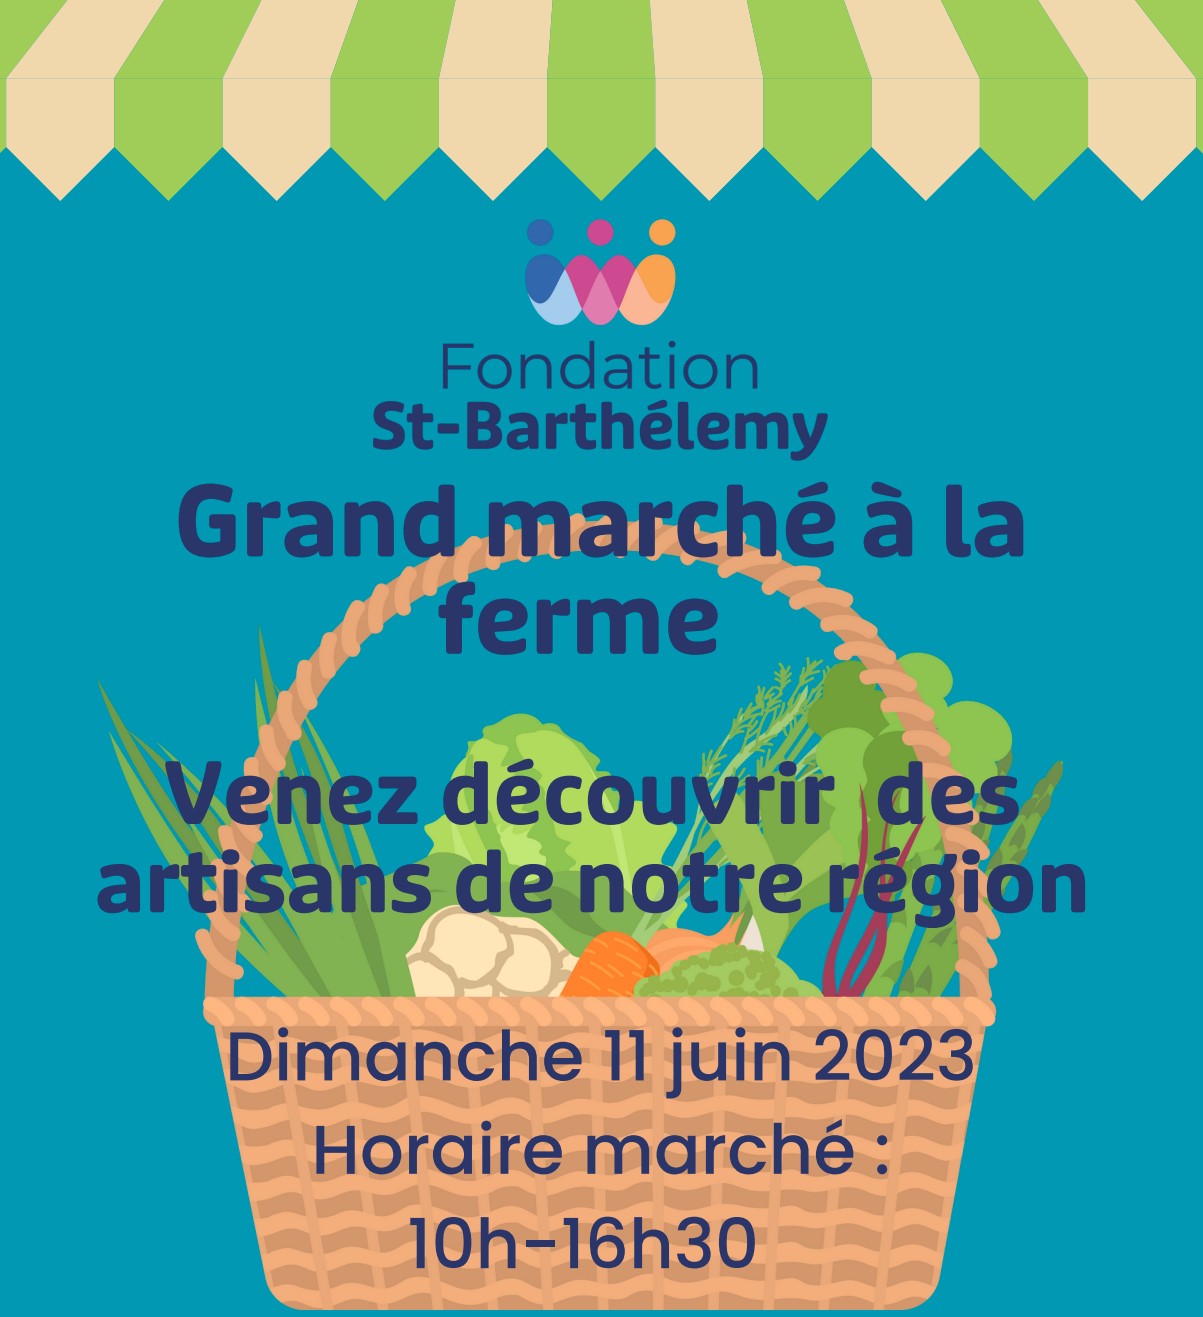 Fondation
St-Barthélemy
Grand marché à la
ferme
Venez découvrir des
artisans de notre région
Dimanche 11 juin 2023
Horaire marché :
10h-16h30